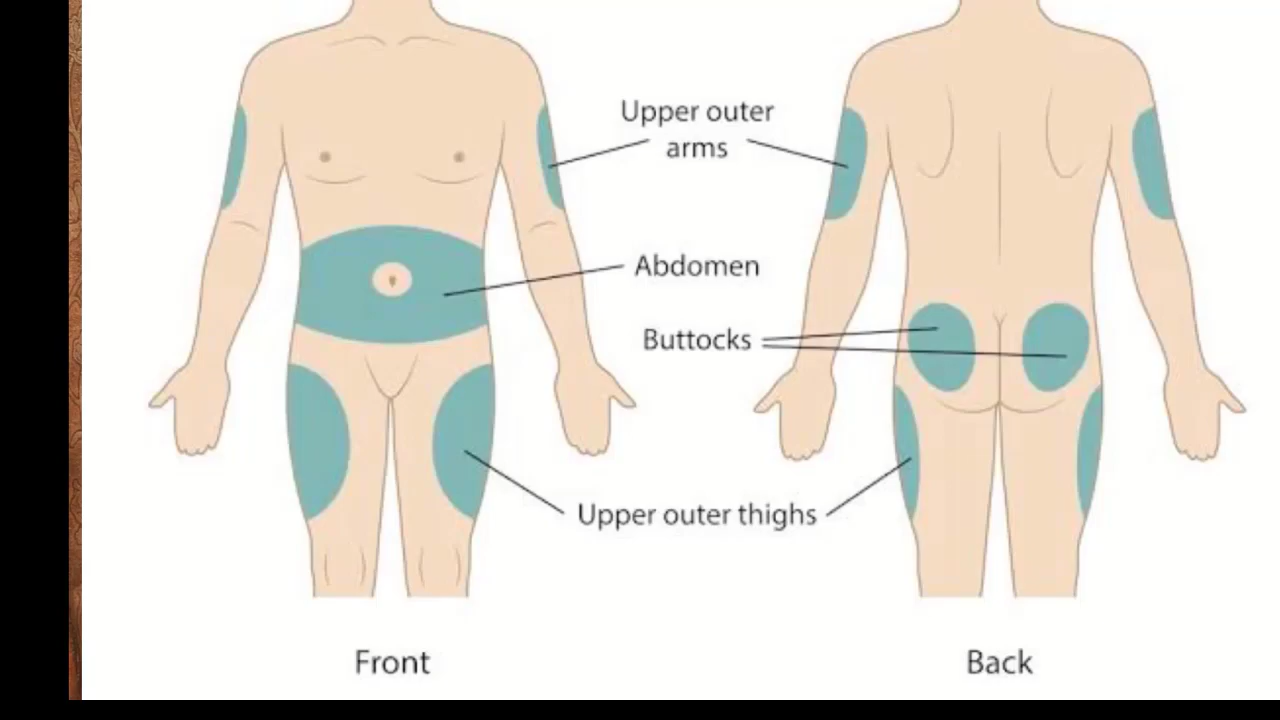 Upper outer
arms
Abdomen
Buttocks
Upper outer thighs
Front
Back